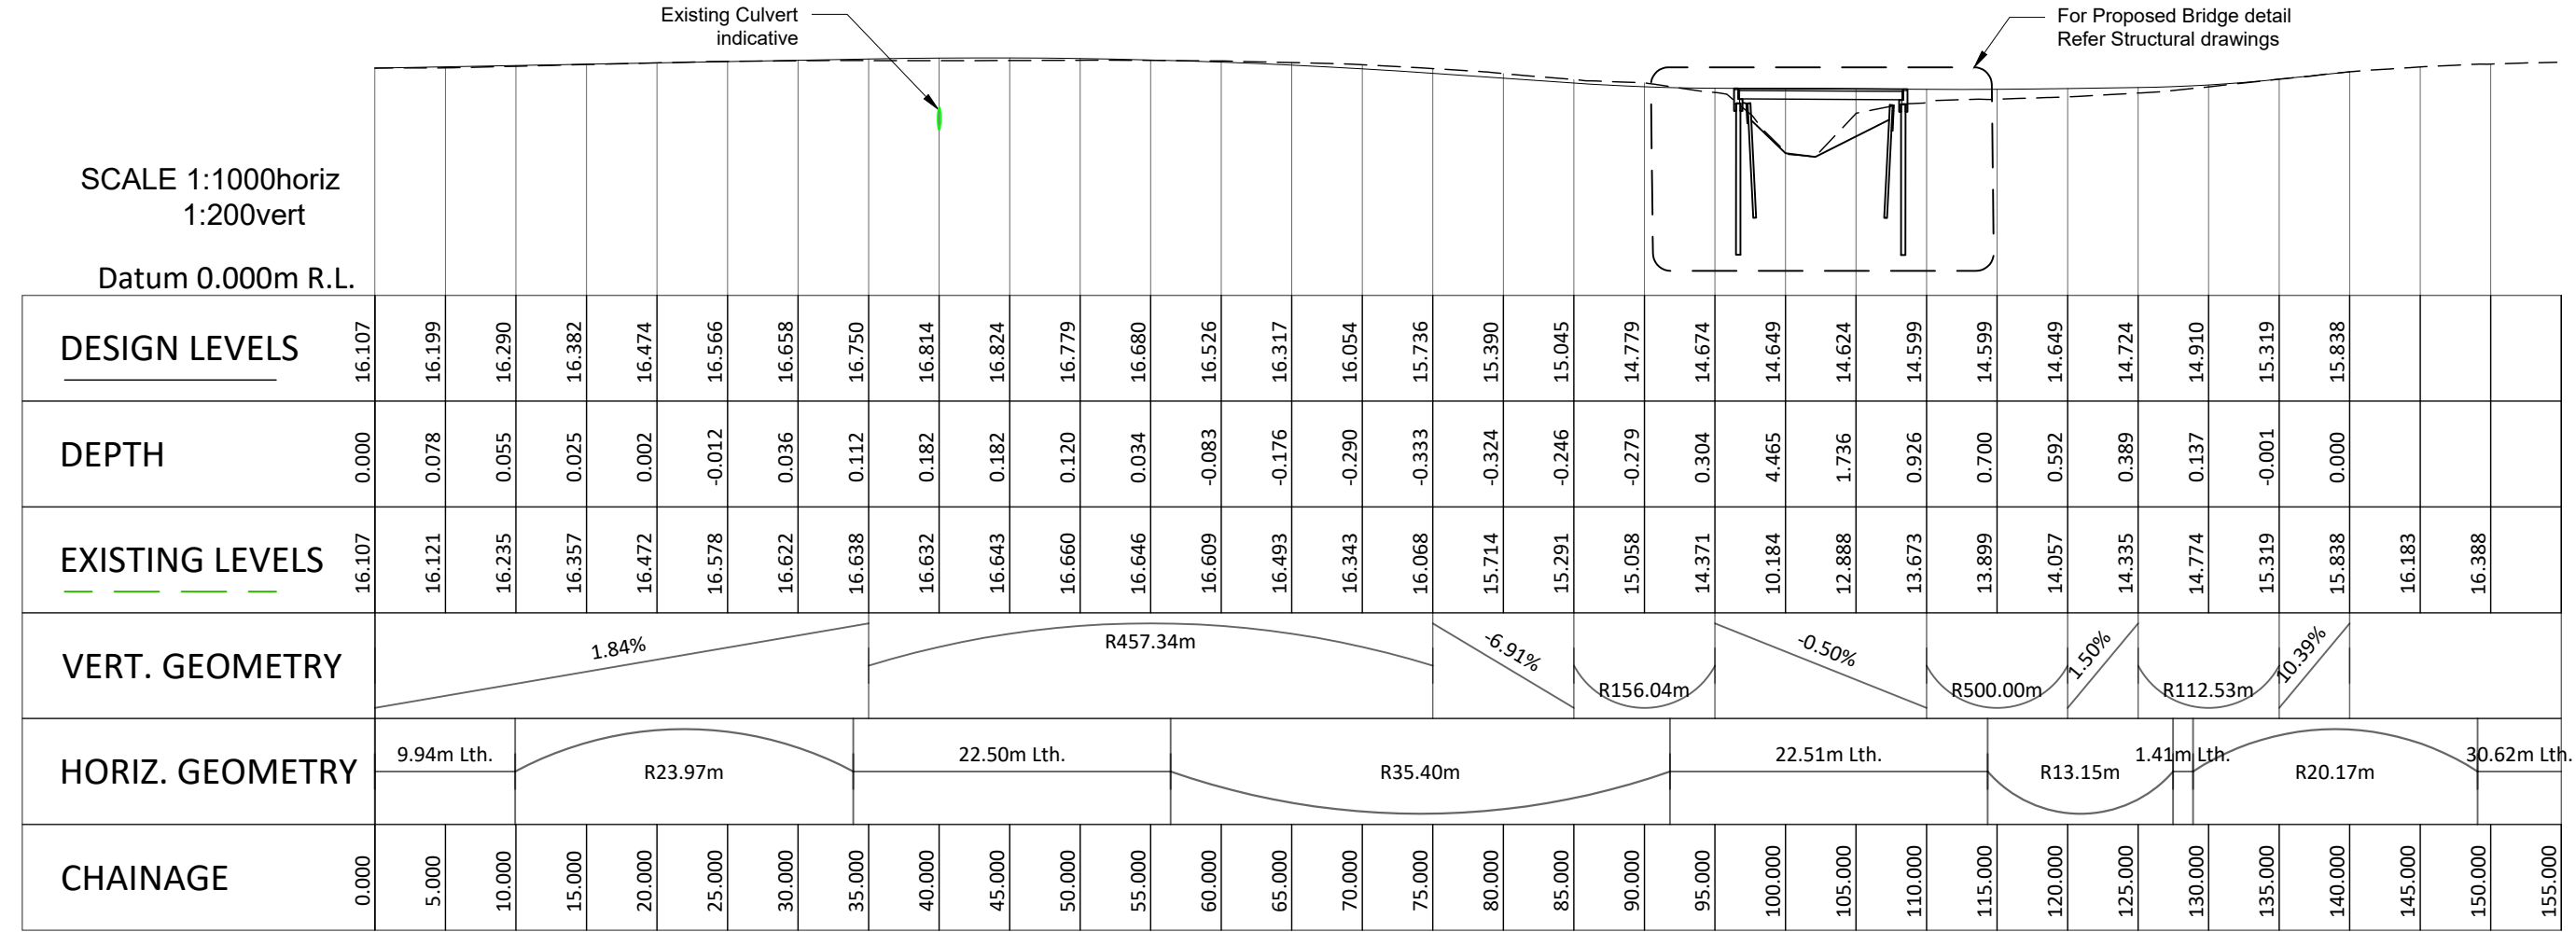 Existing Culvert
indicative
For Proposed Bridge detail
Refer Structural drawings
SCALE 1:1000horiz
1:200vert
Datum 0.000m R.L.
DESIGN LEVELS 16.107 16.199 16.290 16.382 16.474 16.566 16.658 16.750 16.814 16.824 16.779 16.680 16.526 16.317 16.054 15.736 15.390 15.045 14.779 14.674 14.649 14.624 14.599 14.599 14.649 14.724 14.910 15.319 15.838
DEPTH 0.000 0.078 0.055 0.025 0.002 -0.012 0.036 0.112 0.182 0.182 0.120 0.034 -0.083 -0.176 -0.290 -0.333 -0.324 -0.246 -0.279 0.304 4.465 1.736 0.926 0.700 0.592 0.389 0.137 -0.001 0.000
EXISTING LEVELS 16.107 16.121 16.235 16.357 16.472 16.578 16.622 16.638 16.632 16.643 16.660 16.646 16.609 16.493 16.343 16.068 15.714 15.291 15.058 14.371 10.184 12.888 13.673 13.899 14.057 14.335 14.774 15.319 15.838 16.183 16.388
VERT. GEOMETRY 1.84% R457.34m -6.91% R156.04m -0.50% R500.00m 1.50% R112.53m 10.39%
HORIZ. GEOMETRY 9.94m Lth. R23.97m 22.50m Lth. R35.40m 22.51m Lth. R13.15m 1.41m Lth. R20.17m 30.62m Lth.
CHAINAGE 0.000 5.000 10.000 15.000 20.000 25.000 30.000 35.000 40.000 45.000 50.000 55.000 60.000 65.000 70.000 75.000 80.000 85.000 90.000 95.000 100.000 105.000 110.000 115.000 120.000 125.000 130.000 135.000 140.000 145.000 150.000 155.000